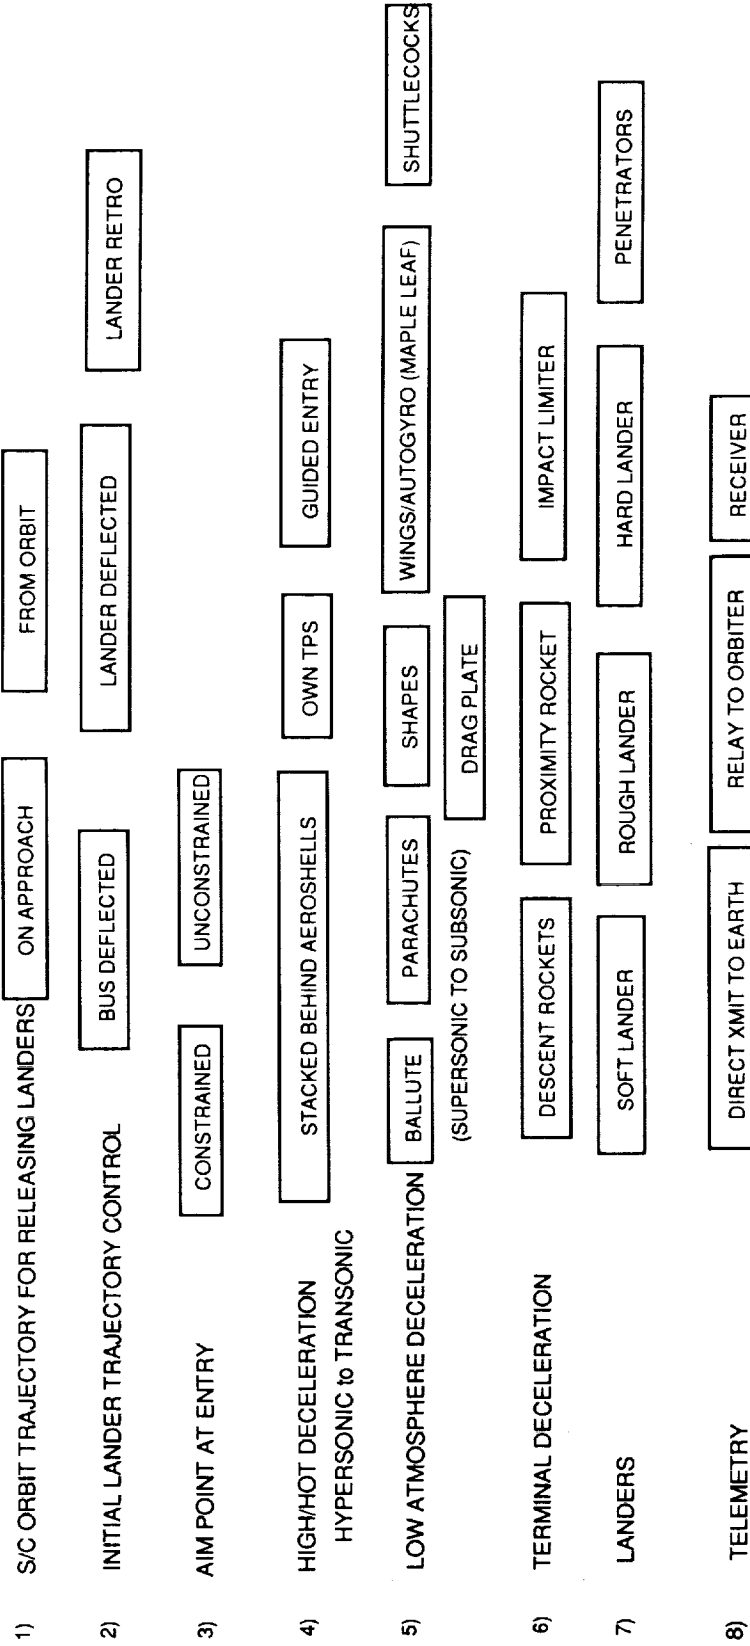 1) S/C ORBIT TRAJECTORY FOR RELEASING LANDERS ON APPROACH FROM ORBIT
2) INITIAL LANDER TRAJECTORY CONTROL BUS DEFLECTED LANDER DEFLECTED LANDER RETRO
3) AIM POINT AT ENTRY CONSTRAINED UNCONSTRAINED
4) HIGH/HOT DECELERATION STACKED BEHIND AEROSHELLS OWN TPS GUIDED ENTRY
HYPERSONIC to TRANSONIC
5) LOW ATMOSPHERE DECELERATION BALLUTE PARACHUTES SHAPES WINGS/AUTOGYRO (MAPLE LEAF) SHUTTLECOCKS
(SUPERSONIC TO SUBSONIC) DRAG PLATE
6) TERMINAL DECELERATION DESCENT ROCKETS PROXIMITY ROCKET IMPACT LIMITER
7) LANDERS SOFT LANDER ROUGH LANDER HARD LANDER PENETRATORS
8) TELEMETRY DIRECT XMIT TO EARTH RELAY TO ORBITER RECEIVER